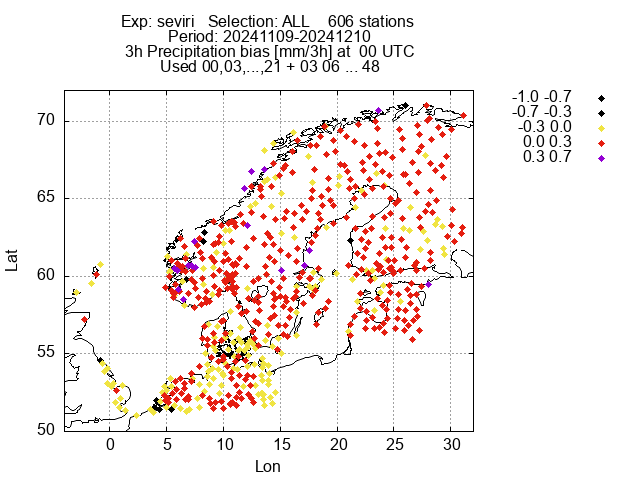 Exp: seviri   Selection: ALL    606 stations
Period: 20241109-20241210
3h Precipitation bias [mm/3h] at  00 UTC
Used 00,03,...,21 + 03 06 ... 48
-1.0 -0.7
-0.7 -0.3
-0.3 0.0
0.0 0.3
0.3 0.7
70
65
60
55
50
Lat
0 5 10 15 20 25 30
Lon